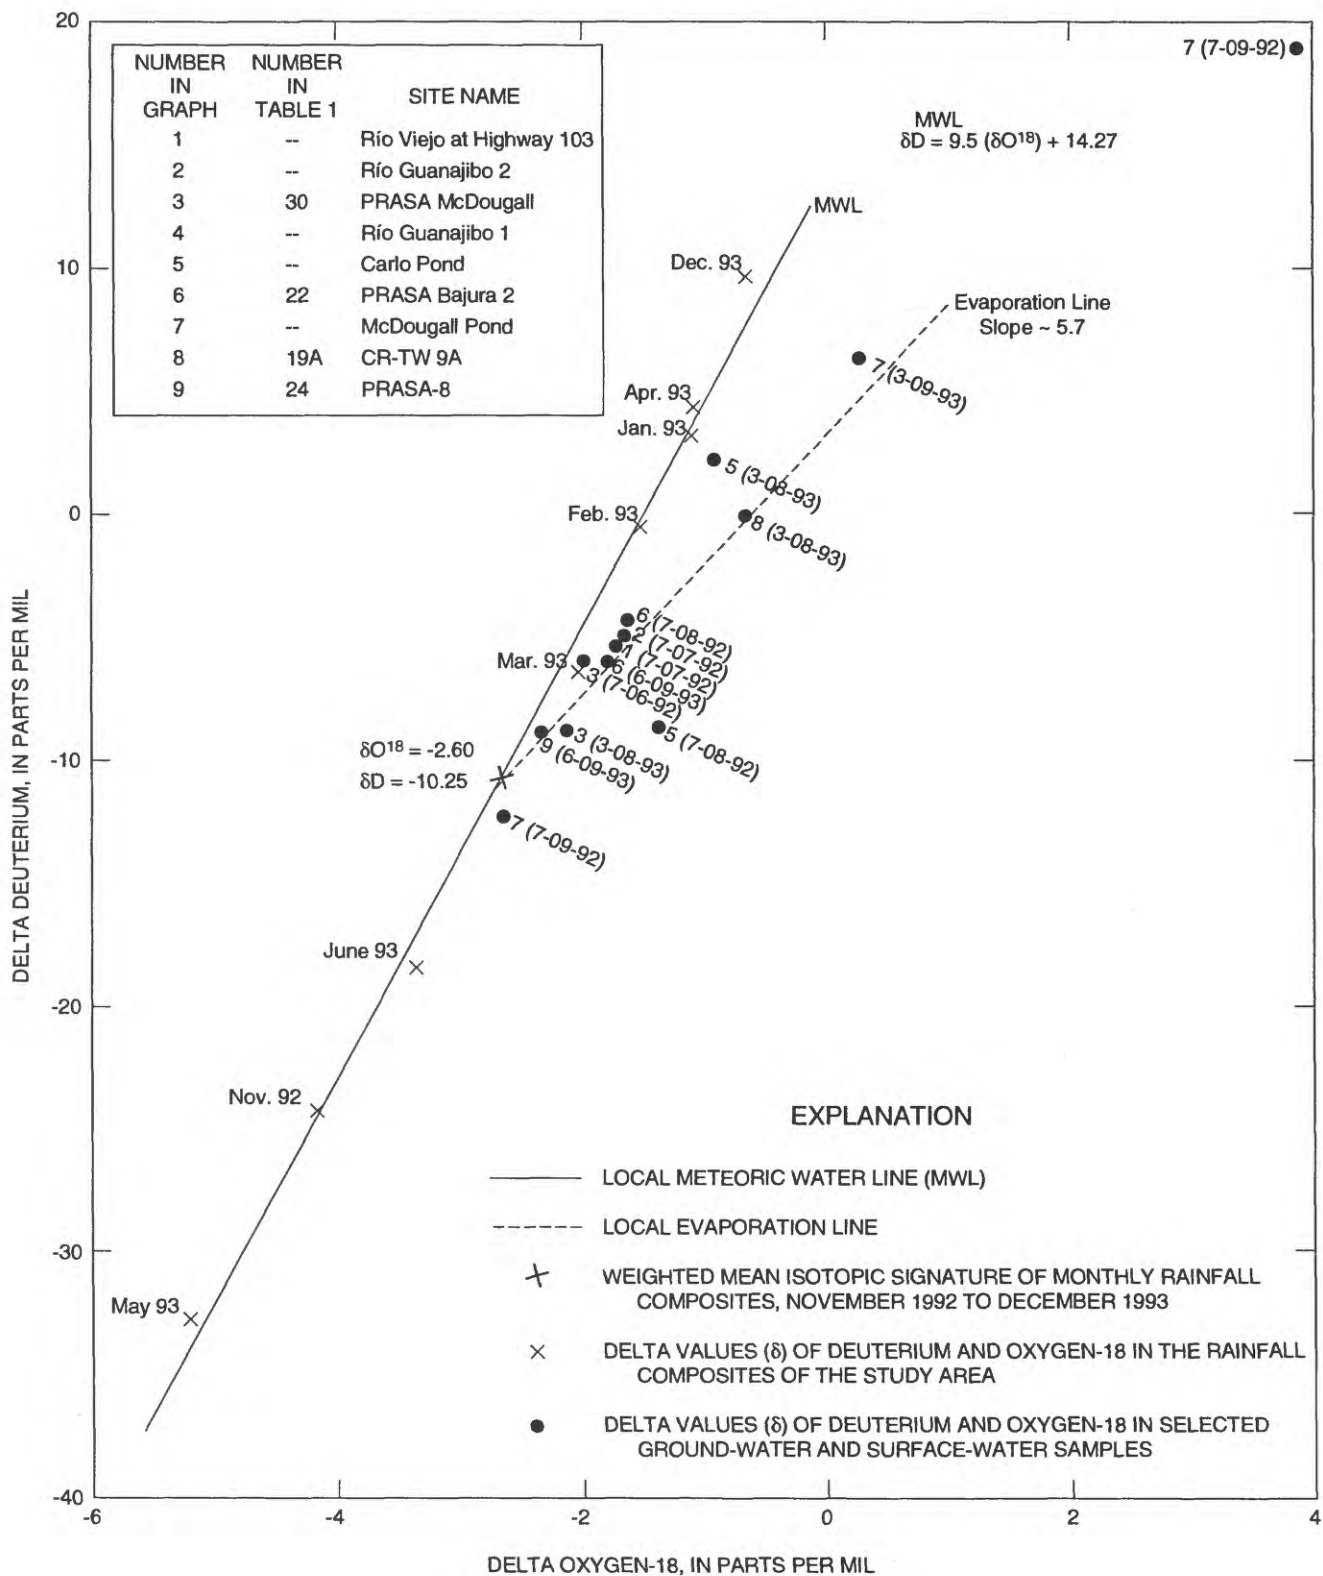 20
10
0
-10
-20
-30
-40
DELTA DEUTERIUM, IN PARTS PER MIL
NUMBER IN GRAPH NUMBER IN TABLE 1 SITE NAME
1 -- Río Viejo at Highway 103
2 -- Río Guanajibo 2
3 30 PRASA McDougall
4 -- Río Guanajibo 1
5 -- Carlo Pond
6 22 PRASA Bajura 2
7 -- McDougall Pond
8 19A CR-TW 9A
9 24 PRASA-8
7 (7-09-92)
MWL
δD = 9.5 (δO¹⁸) + 14.27
MWL
Dec. 93
Evaporation Line
Slope ~ 5.7
7 (3-09-93)
Apr. 93
Jan. 93
5 (3-08-93)
Feb. 93
8 (3-08-93)
6 (7-08-92)
2 (7-07-92)
1 (7-07-92)
6 (6-09-93)
Mar. 93
3 (7-06-92)
5 (7-08-92)
3 (3-08-93)
9 (6-09-93)
δO¹⁸ = -2.60
δD = -10.25
7 (7-09-92)
June 93
Nov. 92
May 93
EXPLANATION
LOCAL METEORIC WATER LINE (MWL)
LOCAL EVAPORATION LINE
WEIGHTED MEAN ISOTOPIC SIGNATURE OF MONTHLY RAINFALL
COMPOSITES, NOVEMBER 1992 TO DECEMBER 1993
DELTA VALUES (δ) OF DEUTERIUM AND OXYGEN-18 IN THE RAINFALL
COMPOSITES OF THE STUDY AREA
DELTA VALUES (δ) OF DEUTERIUM AND OXYGEN-18 IN SELECTED
GROUND-WATER AND SURFACE-WATER SAMPLES
-6 -4 -2 0 2 4
DELTA OXYGEN-18, IN PARTS PER MIL